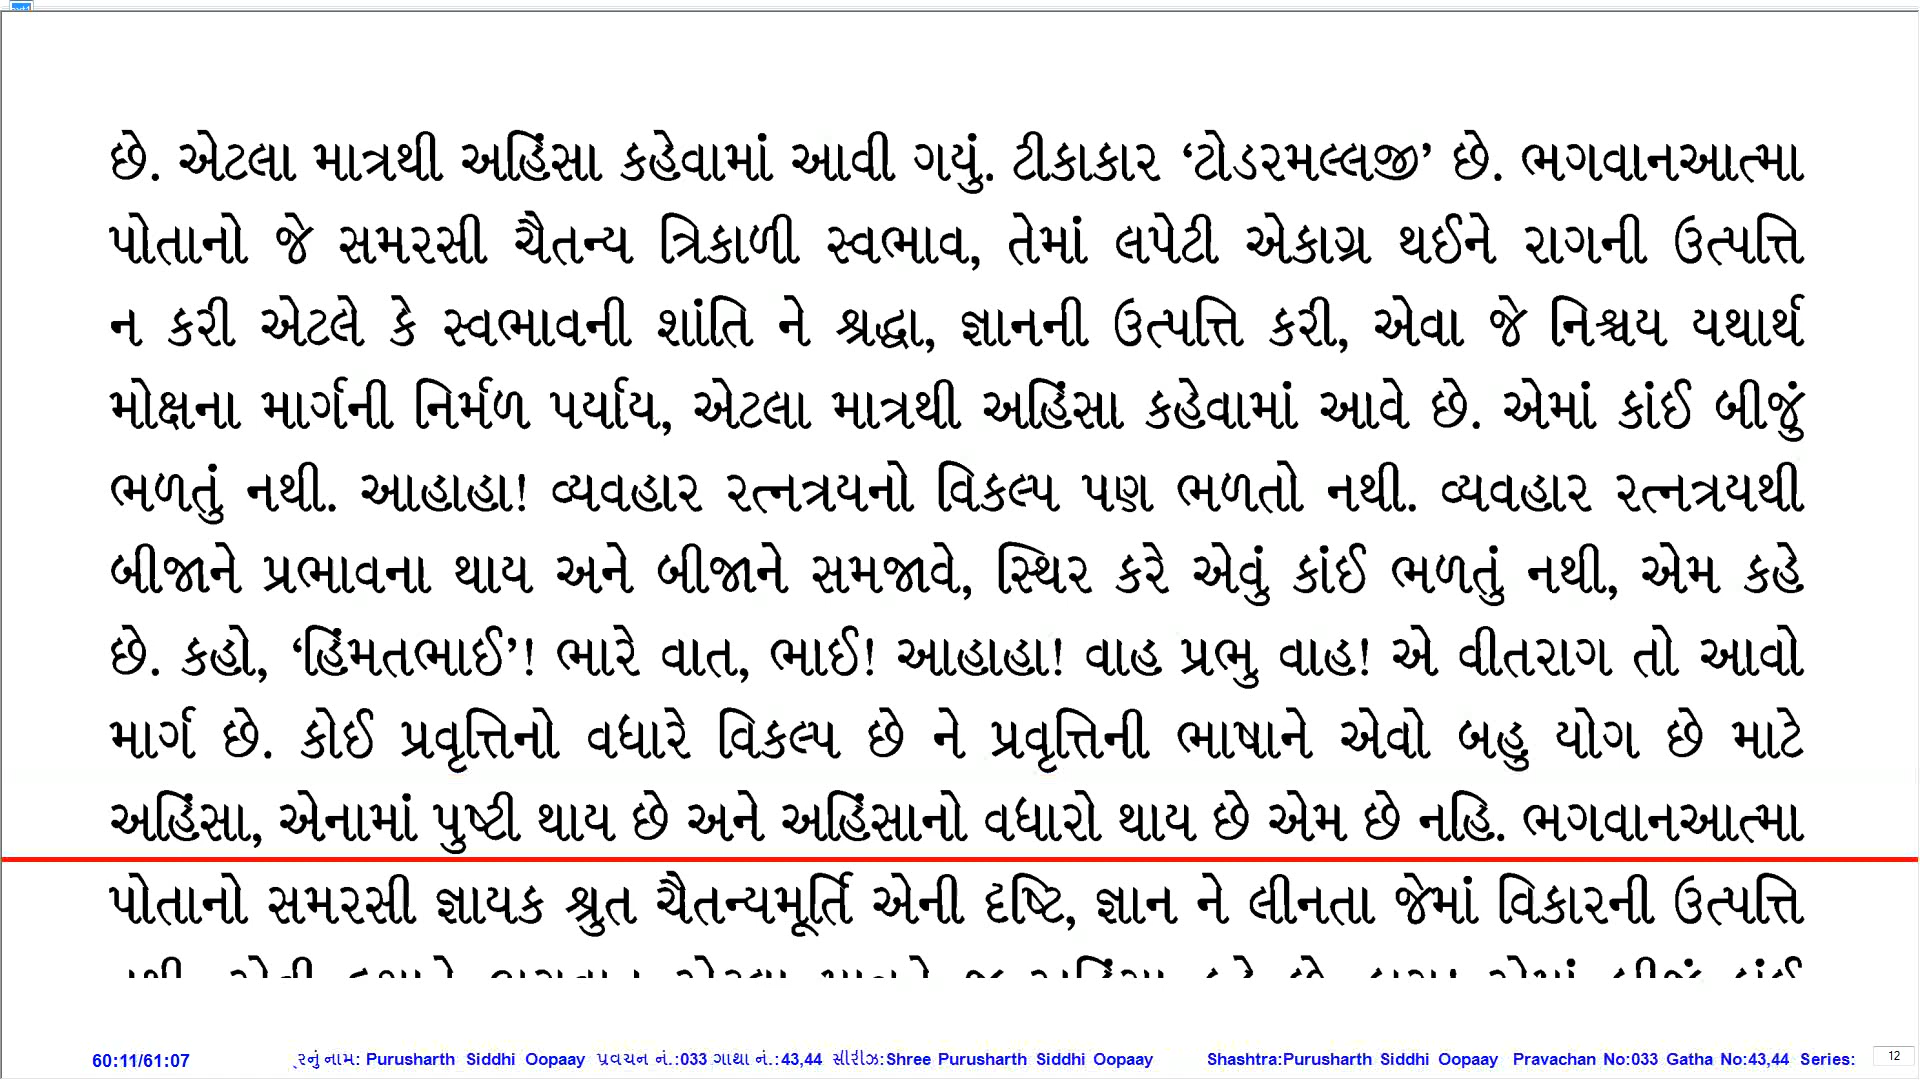 છે. એટલા માત્રથી અહિંસા કહેવામાં આવી ગયું. ટીકાકાર ‘ટોડરમલ્લજી’ છે. ભગવાનઆત્મા
પોતાનો જે સમરસી ચૈતન્ય ત્રિકાળી સ્વભાવ, તેમાં લપેટી એકાગ્ર થઈને રાગની ઉત્પત્તિ
ન કરી એટલે કે સ્વભાવની શાંતિ ને શ્રદ્ધા, જ્ઞાનની ઉત્પત્તિ કરી, એવા જે નિશ્ચય યથાર્થ
મોક્ષના માર્ગની નિર્મળ પર્યાય, એટલા માત્રથી અહિંસા કહેવામાં આવે છે. એમાં કાંઈ બીજું
ભળતું નથી. આહાહા! વ્યવહાર રત્નત્રયનો વિકલ્પ પણ ભળતો નથી. વ્યવહાર રત્નત્રયથી
બીજાને પ્રભાવના થાય અને બીજાને સમજાવે, સ્થિર કરે એવું કાંઈ ભળતું નથી, એમ કહે
છે. કહો, ‘હિંમતભાઈ’! ભારે વાત, ભાઈ! આહાહા! વાહ પ્રભુ વાહ! એ વીતરાગ તો આવો
માર્ગ છે. કોઈ પ્રવૃત્તિનો વધારે વિકલ્પ છે ને પ્રવૃત્તિની ભાષાને એવો બહુ યોગ છે માટે
અહિંસા, એનામાં પુષ્ટી થાય છે અને અહિંસાનો વધારો થાય છે એમ છે નહિ. ભગવાનઆત્મા
પોતાનો સમરસી જ્ઞાયક શ્રુત ચૈતન્યમૂર્તિ એની દૃષ્ટિ, જ્ઞાન ને લીનતા જેમાં વિકારની ઉત્પત્તિ
60:11/61:07 નામ: Purusharth Siddhi Oopaay પ્રવચન નં.:033 ગાથા નં.:43,44 સીરીઝ:Shree Purusharth Siddhi Oopaay Shashtra:Purusharth Siddhi Oopaay Pravachan No:033 Gatha No:43,44 Series: 12